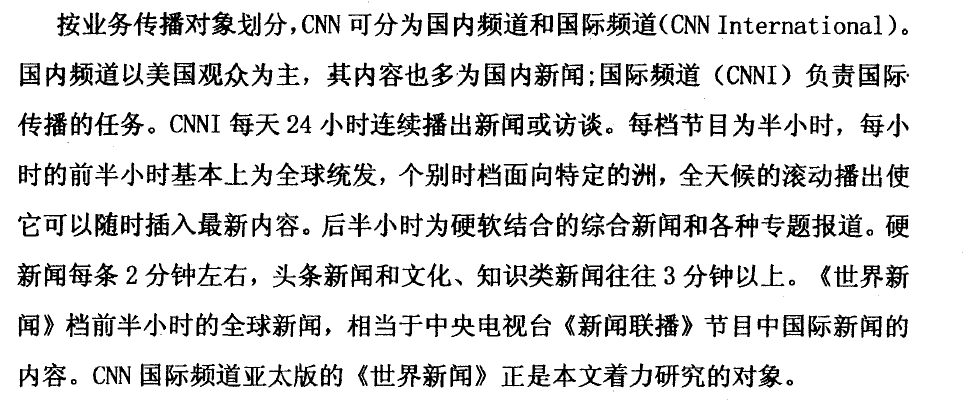 按业务传播对象划分,CNN 可分为国内频道和国际频道(CNN International)。
国内频道以美国观众为主，其内容也多为国内新闻;国际频道（CNNI）负责国际
传播的任务。CNNI 每天 24 小时连续播出新闻或访谈。每档节目为半小时，每小
时的前半小时基本上为全球统发，个别时档面向特定的洲，全天候的滚动播出使
它可以随时插入最新内容。后半小时为硬软结合的综合新闻和各种专题报道。硬
新闻每条 2 分钟左右，头条新闻和文化、知识类新闻往往 3 分钟以上。《世界新
闻》档前半小时的全球新闻，相当于中央电视台《新闻联播》节目中国际新闻的
内容。CNN 国际频道亚太版的《世界新闻》正是本文着力研究的对象。